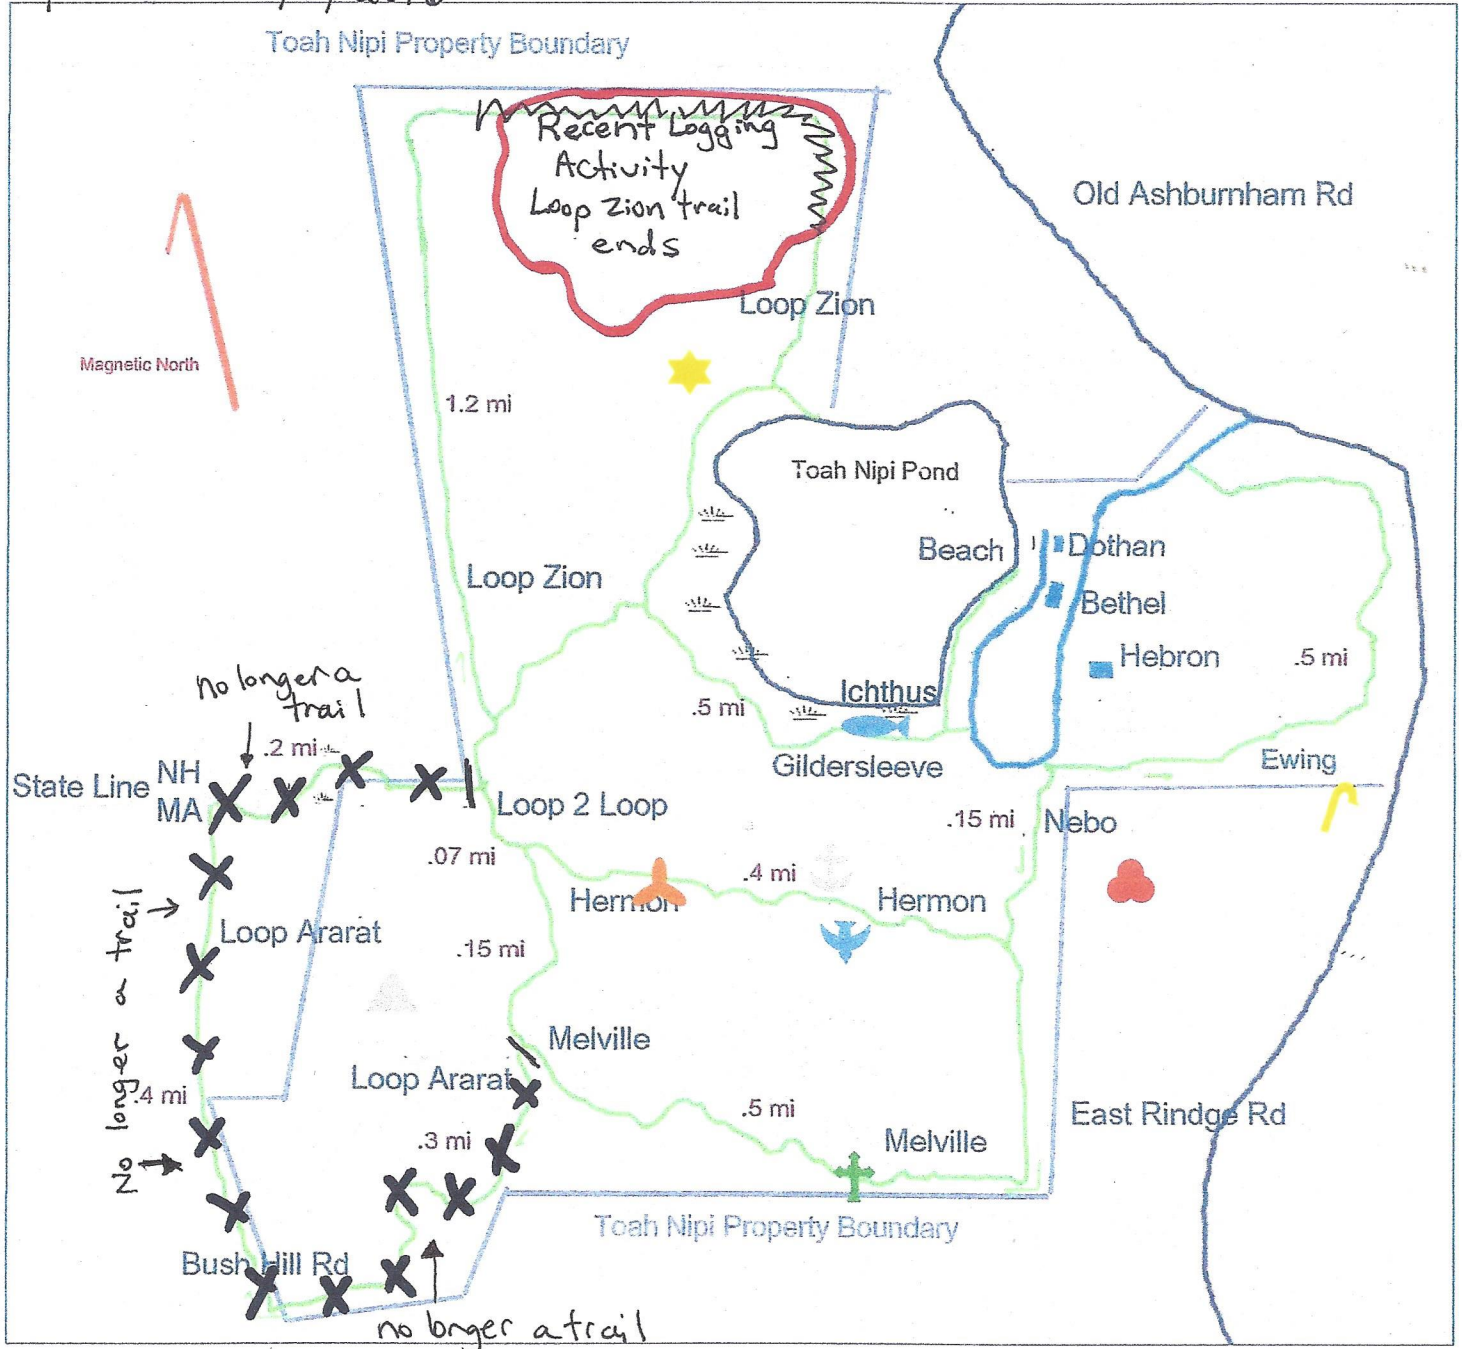 Toah Nipi Property Boundary
Recent Logging
Activity
Loop Zion trail
ends
Old Ashburnham Rd
Loop Zion
Magnetic North
1.2 mi
Toah Nipi Pond
Beach
Dothan
Loop Zion
Bethel
Hebron
.5 mi
no longer a
trail
Ichthus
.5 mi
.2 mi
Gildersleeve
Ewing
State Line
NH
MA
Loop 2 Loop
.15 mi
Nebo
.07 mi
.4 mi
Hermon
Hermon
Loop Ararat
.15 mi
Melville
Loop Ararat
.4 mi
No longer a trail
.5 mi
East Rindge Rd
.3 mi
Melville
Toah Nipi Property Boundary
Bush Hill Rd
no longer a trail